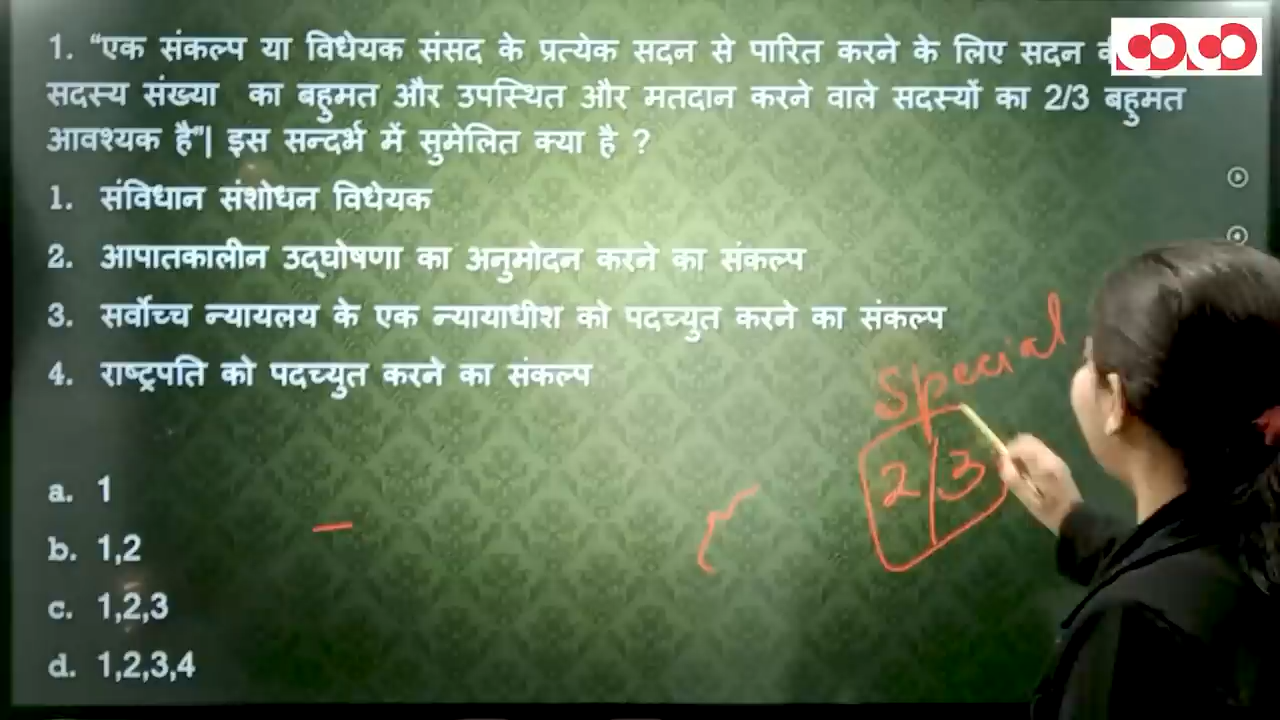 1. “एक संकल्प या विधेयक संसद के प्रत्येक सदन से पारित करने के लिए सदन
सदस्य संख्या का बहुमत और उपस्थित और मतदान करने वाले सदस्यों का 2/3 बहुमत
आवश्यक है”| इस सन्दर्भ में सुमेलित क्या है ?
1. संविधान संशोधन विधेयक
2. आपातकालीन उद्घोषणा का अनुमोदन करने का संकल्प
3. सर्वोच्च न्यायलय के एक न्यायाधीश को पदच्युत करने का संकल्प
4. राष्ट्रपति को पदच्युत करने का संकल्प
Special
2/3
a. 1
b. 1,2
c. 1,2,3
d. 1,2,3,4